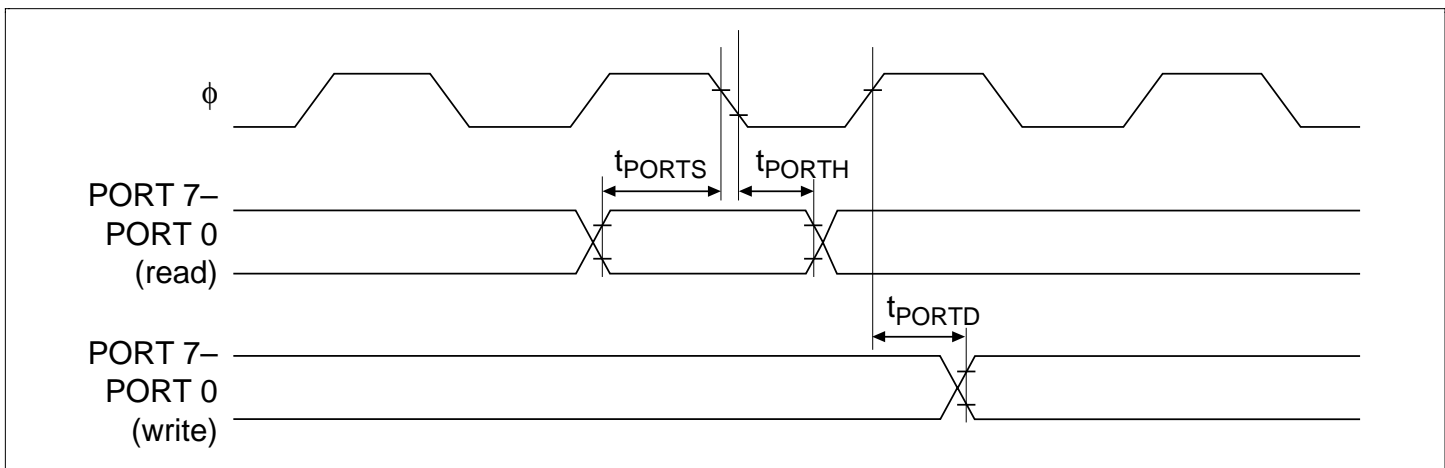 ϕ
tPORTS
tPORTH
PORT 7–
PORT 0
(read)
tPORTD
PORT 7–
PORT 0
(write)